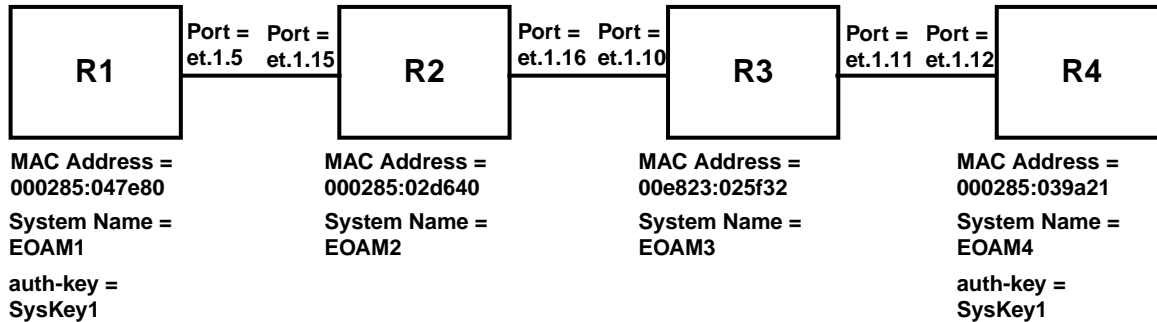 R1
Port =
et.1.5
Port =
et.1.15
R2
Port =
et.1.16
Port =
et.1.10
R3
Port =
et.1.11
Port =
et.1.12
R4
MAC Address =
000285:047e80
System Name =
EOAM1
auth-key =
SysKey1
MAC Address =
000285:02d640
System Name =
EOAM2
MAC Address =
00e823:025f32
System Name =
EOAM3
MAC Address =
000285:039a21
System Name =
EOAM4
auth-key =
SysKey1